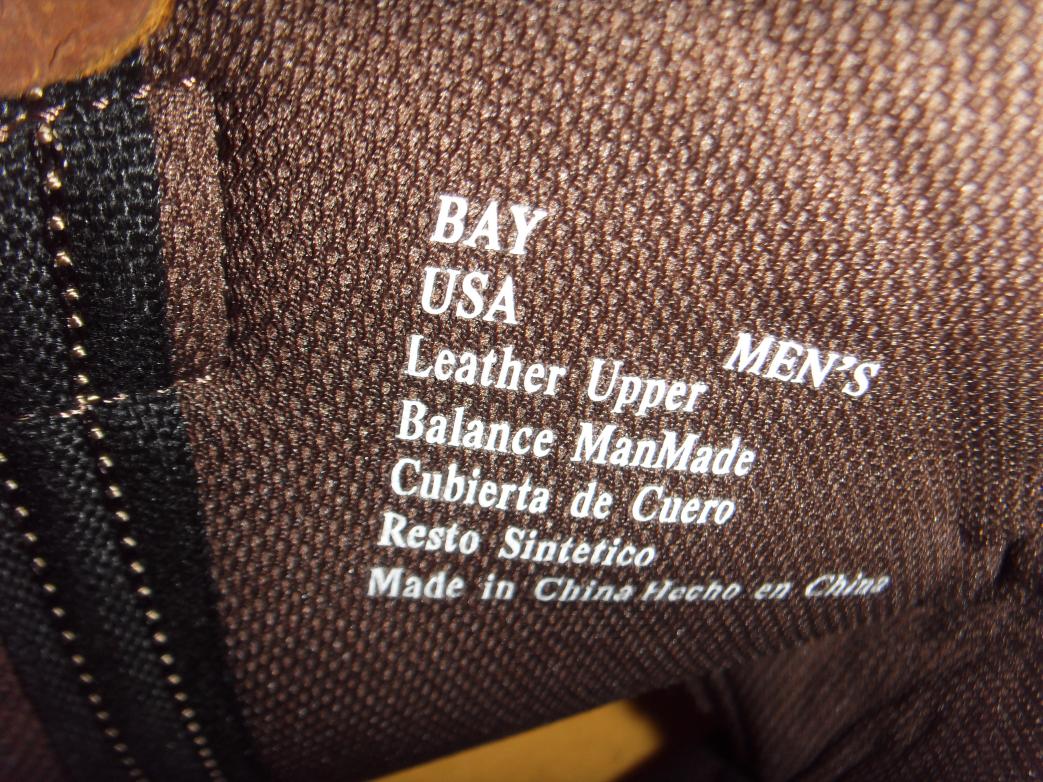 BAY
USA
MEN'S
Leather Upper
Balance ManMade
Cubierta de Cuero
Resto Sintetico
Made in China Hecho en China